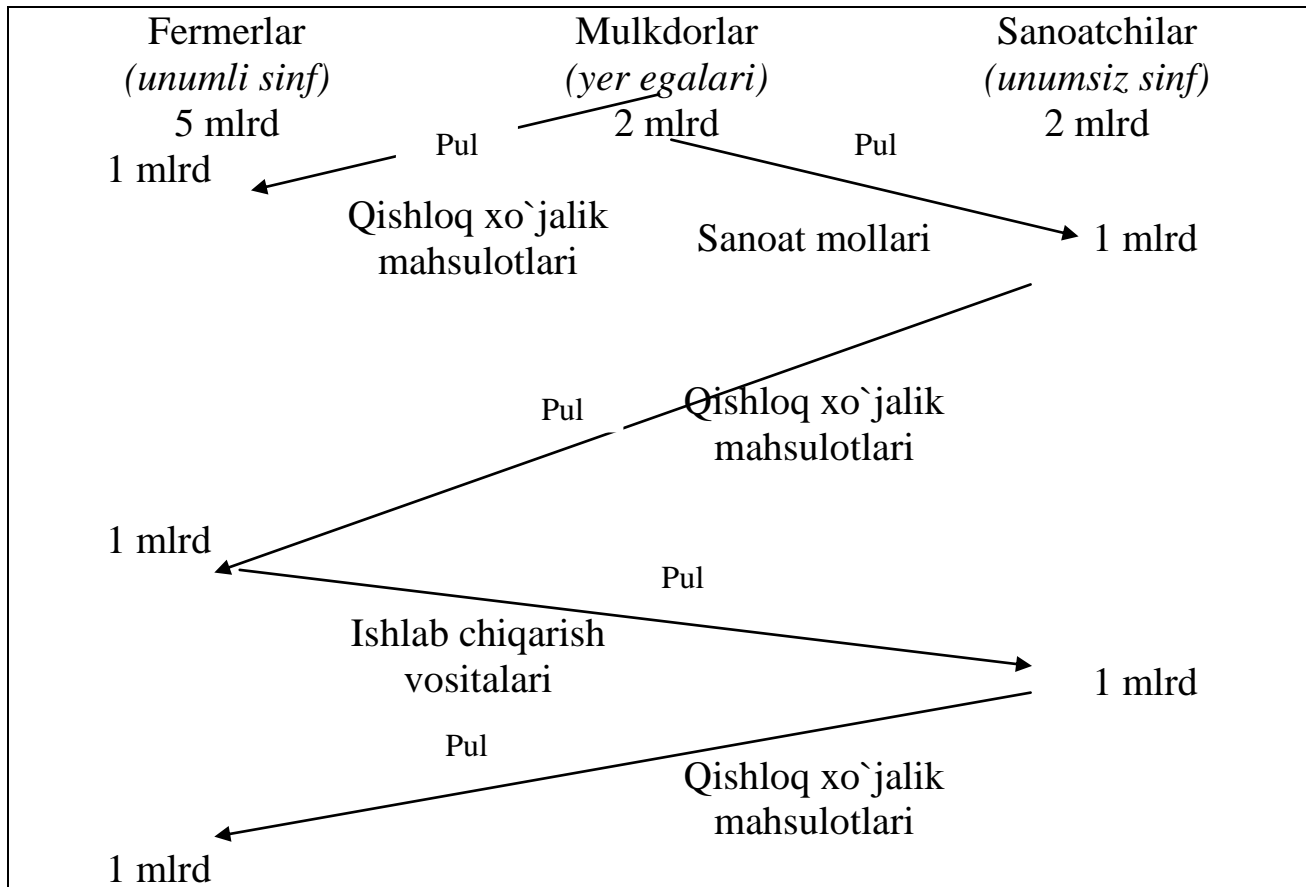 Fermerlar
(unumli sinf)
5 mlrd
Mulkdorlar
(yer egalari)
2 mlrd
Sanoatchilar
(unumsiz sinf)
2 mlrd
1 mlrd
Pul
Pul
Qishloq xo`jalik
mahsulotlari
Sanoat mollari
1 mlrd
Pul
Qishloq xo`jalik
mahsulotlari
1 mlrd
Pul
Ishlab chiqarish
vositalari
1 mlrd
Pul
Qishloq xo`jalik
mahsulotlari
1 mlrd